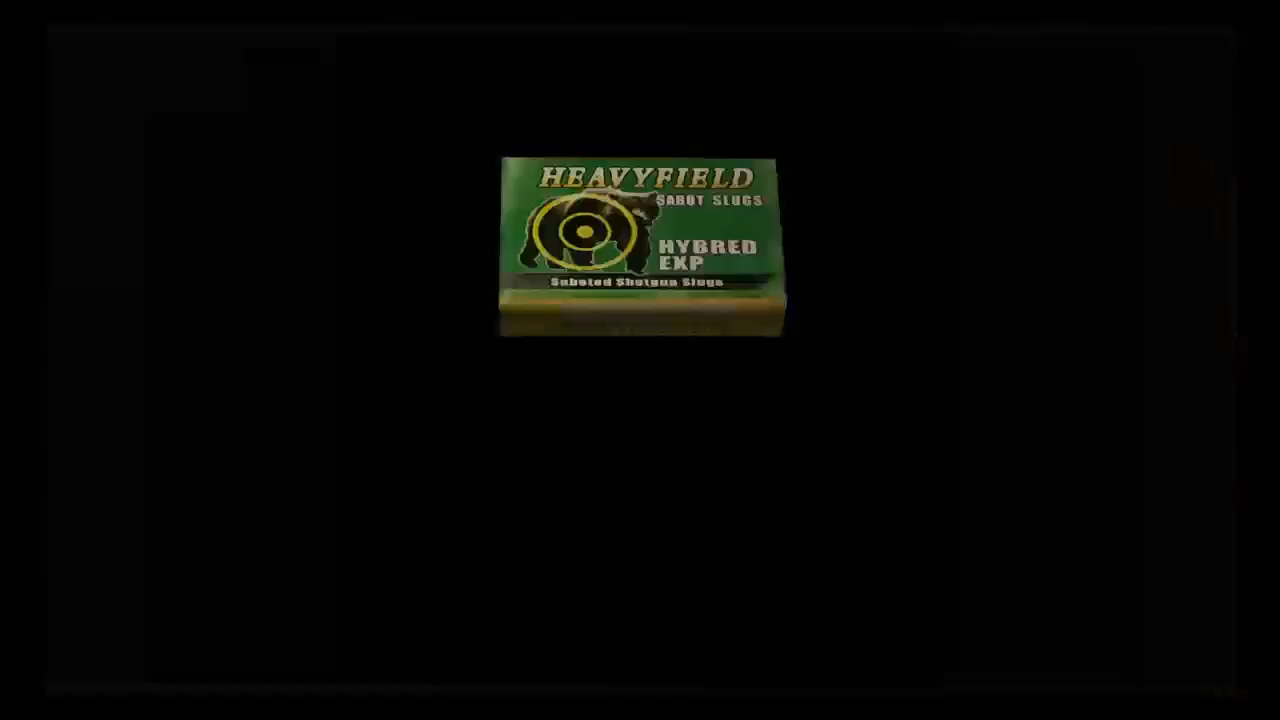 HEAVYFIELD
SABOT SLUGS
HYBRED
EXP
Saboted Shotgun Slugs